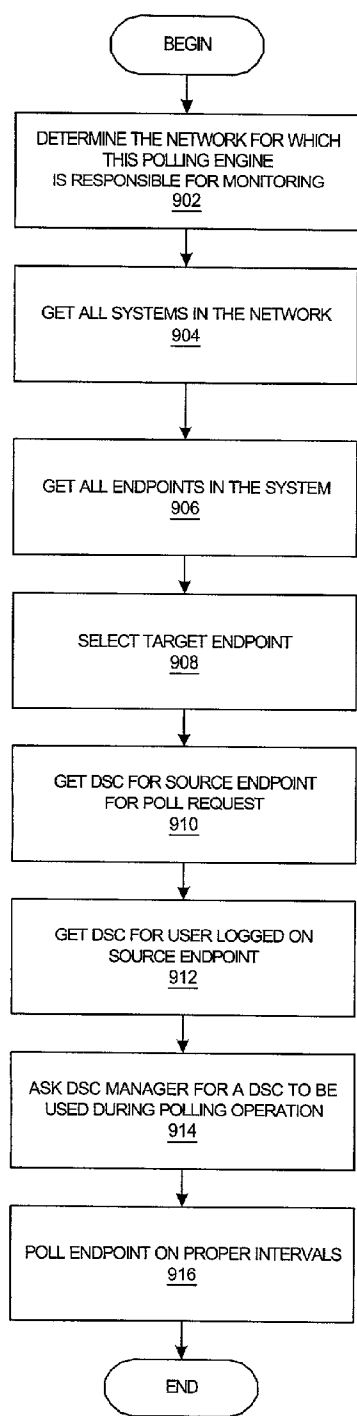 BEGIN
DETERMINE THE NETWORK FOR WHICH
THIS POLLING ENGINE
IS RESPONSIBLE FOR MONITORING
902
GET ALL SYSTEMS IN THE NETWORK
904
GET ALL ENDPOINTS IN THE SYSTEM
906
SELECT TARGET ENDPOINT
908
GET DSC FOR SOURCE ENDPOINT
FOR POLL REQUEST
910
GET DSC FOR USER LOGGED ON
SOURCE ENDPOINT
912
ASK DSC MANAGER FOR A DSC TO BE
USED DURING POLLING OPERATION
914
POLL ENDPOINT ON PROPER INTERVALS
916
END